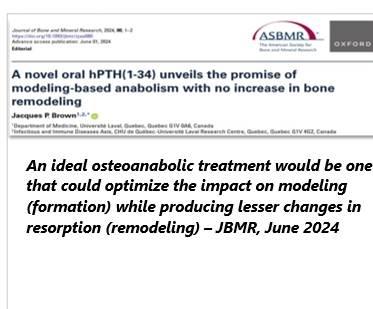 Journal of Bone and Mineral Research, 2024, 00, 1–2
Advance access publication: June 01, 2024
Editorial
ASBMR
The American Society for
Bone and Mineral Research
OXFORD
A novel oral hPTH(1-34) unveils the promise of
modeling-based anabolism with no increase in bone
remodeling
Jacques P. Brown1,2,*
1Department of Medicine, Université Laval, Quebec, Quebec G1V 0A6, Canada
2Infectious and Immune Diseases Axis, CHU de Québec-Université Laval Research Centre, Quebec, Quebec G1V 4G2, Canada
An ideal osteoanabolic treatment would be one
that could optimize the impact on modeling
(formation) while producing lesser changes in
resorption (remodeling) – JBMR, June 2024